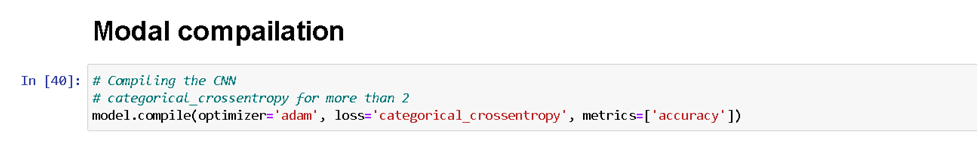 Modal compailation
In [40]:
# Compiling the CNN
# categorical_crossentropy for more than 2
model.compile(optimizer='adam', loss='categorical_crossentropy', metrics=['accuracy'])